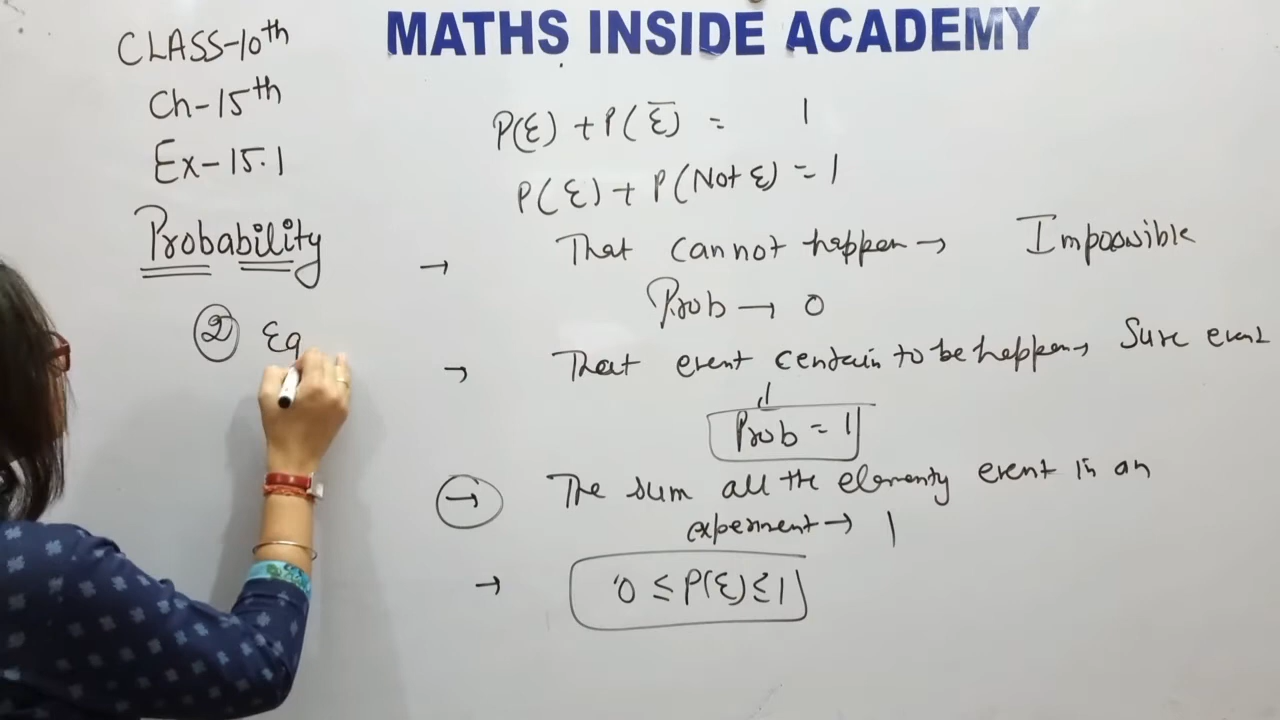 MATHS INSIDE ACADEMY
CLASS-10th
Ch-15th
Ex-15.1
Probability
② Eq
P(E) + P(E̅) = 1
P(E) + P(Not E) = 1
→ That cannot happen → Impossible
Prob → 0
→ That event certain to be happen → Sure event
Prob = 1
→ The sum all the elementy event in an
experiment → 1
→ 0 ≤ P(E) ≤ 1